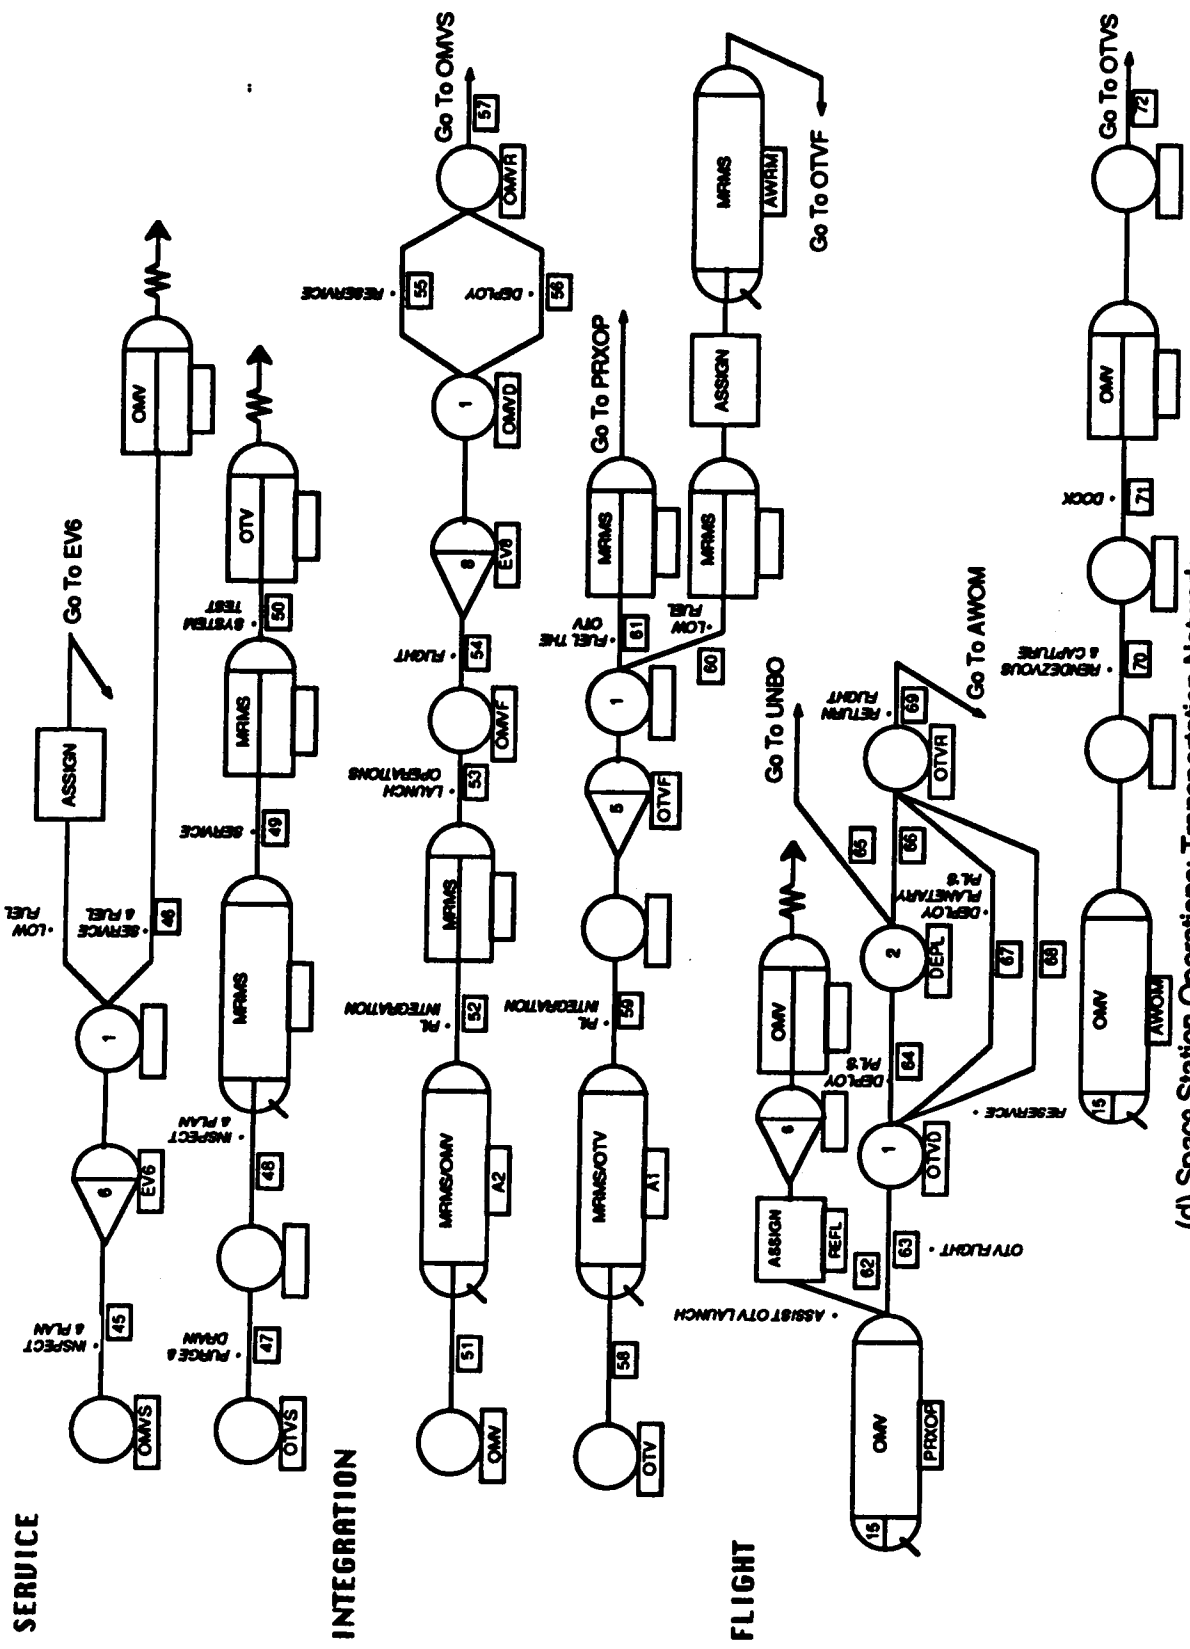 SERVICE
OMVS
INSPECT
& PLAN
45
6
EV6
1
LOW
FUEL
ASSIGN
Go To EV6
SERVICE
& FUEL
46
OMV
OTVS
PURGE &
DRAIN
47
48
INSPECT
& PLAN
MRMS
SERVICE
49
MRMS
SYSTEM
TEST
50
OTV
INTEGRATION
OMV
51
MRMS/OMV
A2
P/L
INTEGRATION
52
MRMS
LAUNCH
OPERATIONS
53
OMVF
FLIGHT
54
8
EV8
1
OMVD
RESERVICE
55
DEPLOY
56
OMVR
57
Go To OMVS
OTV
58
MRMS/OTV
A1
P/L
INTEGRATION
59
5
OTVF
1
FUEL THE
OTV
61
MRMS
Go To PRXOP
60
LOW
FUEL
MRMS
ASSIGN
MRMS
AWRM
Go To OTVF
FLIGHT
15
OMV
PRXOP
ASSIST OTV LAUNCH
62
ASSIGN
REFL
6
OMV
63
OTV FLIGHT
1
OTVD
DEPLOY
P/L'S
64
2
DEPL
65
Go To UNBO
66
DEPLOY
PLANETARY
P/L'S
67
68
RESERVICE
OTVR
RETURN
FLIGHT
69
Go To AWOM
15
OMV
AWOM
RENDEZVOUS
& CAPTURE
70
DOCK
71
OMV
72
Go To OTVS
(d) Space Station Operations: Transportation Network